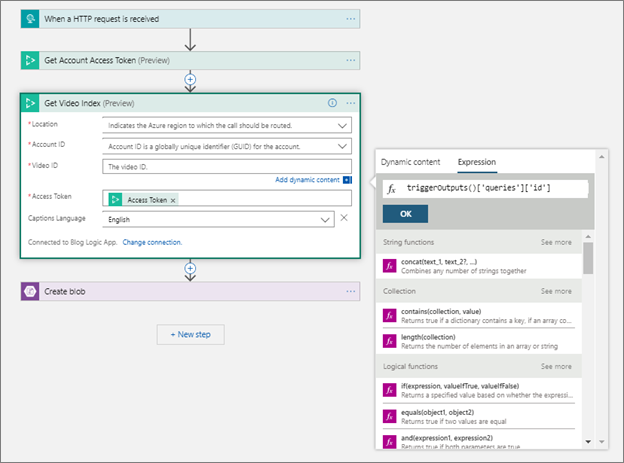 When a HTTP request is received
Get Account Access Token (Preview)
Get Video Index (Preview)
*Location
Indicates the Azure region to which the call should be routed.
*Account ID
Account ID is a globally unique identifier (GUID) for the account.
*Video ID
The video ID.
Add dynamic content
*Access Token
Access Token ×
Captions Language
English
Connected to Blog Logic App. Change connection.
Create blob
+ New step
Dynamic content Expression
fx triggerOutputs()['queries']['id']
OK
String functions See more
fx concat(text_1, text_2?, ...)
Combines any number of strings together
Collection See more
fx contains(collection, value)
Returns true if a dictionary contains a key, if an array co...
fx length(collection)
Returns the number of elements in an array or string
Logical functions See more
fx if(expression, valueIfTrue, valueIfFalse)
Returns a specified value based on whether the expressi...
fx equals(object1, object2)
Returns true if two values are equal
fx and(expression1, expression2)
Returns true if both parameters are true